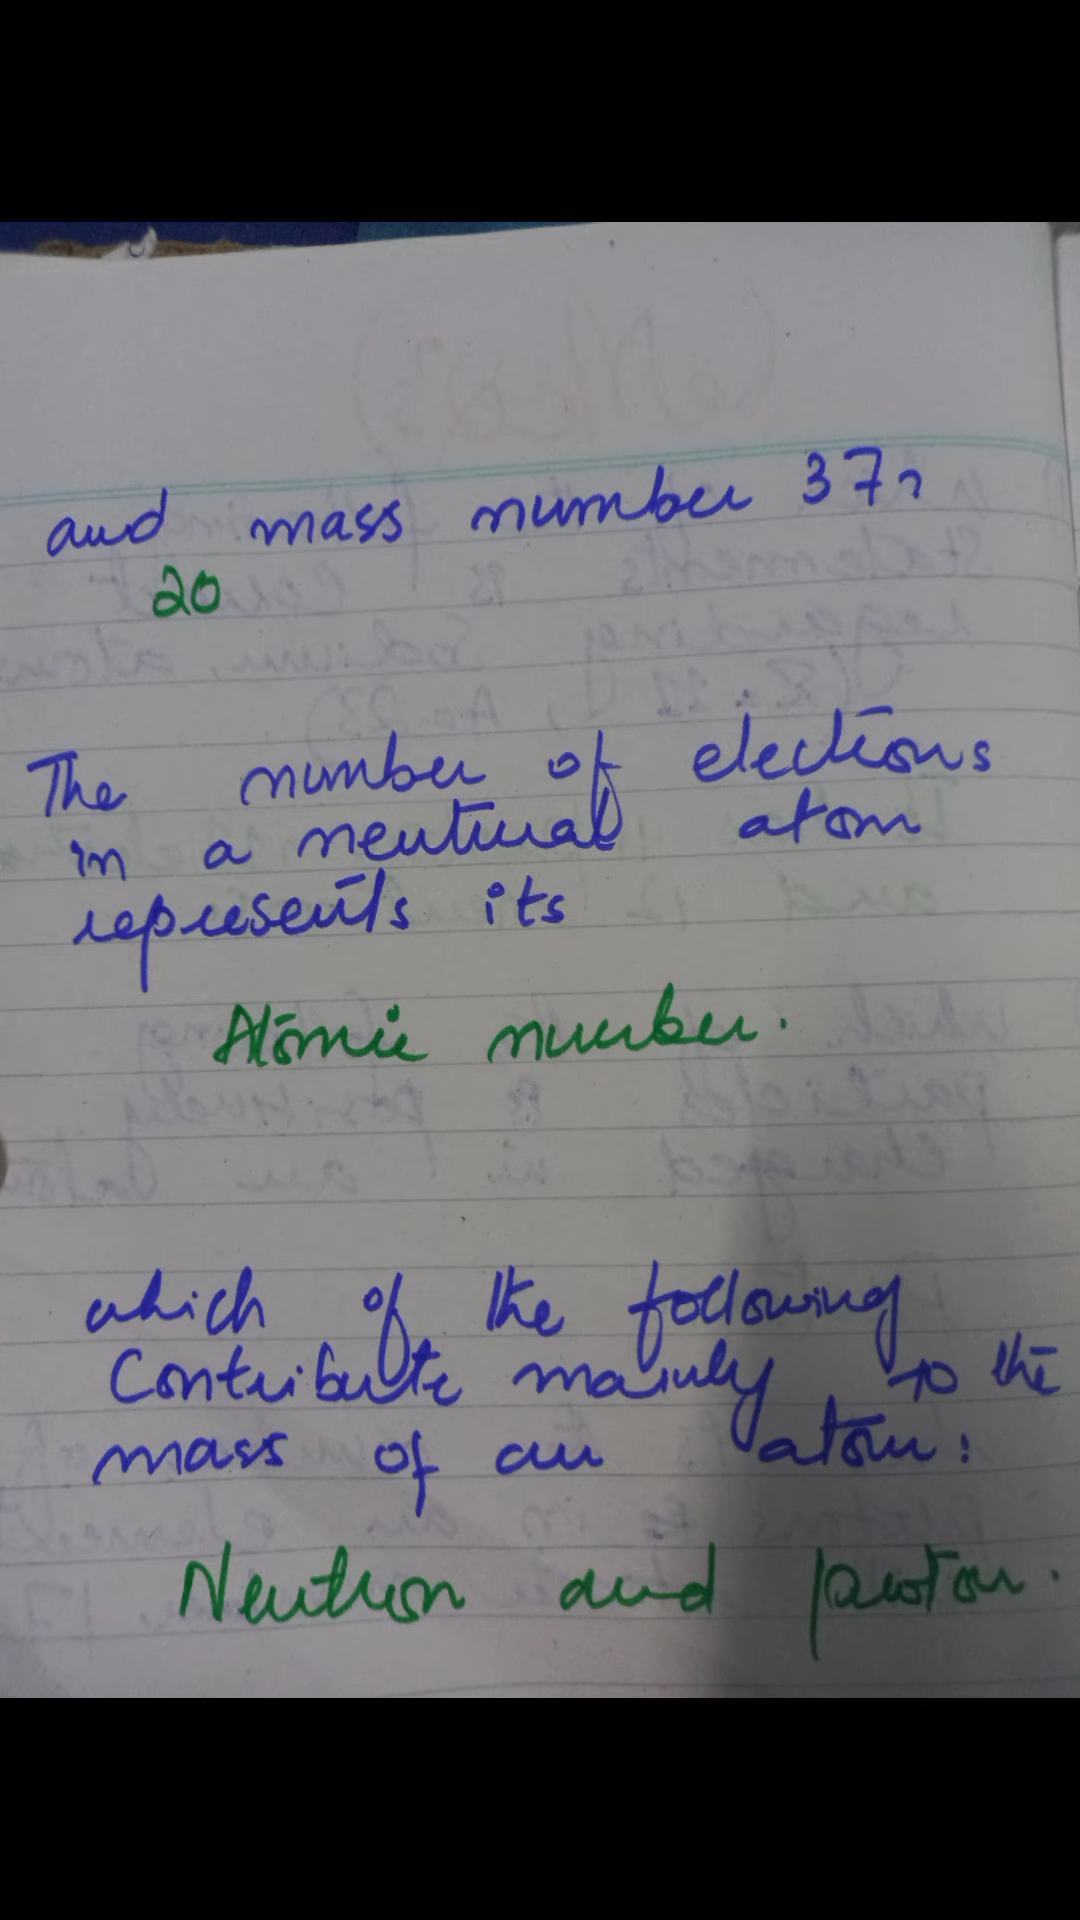 and mass number 37?
20
The number of elections
in a neutural atom
represents its
Atomic number.
which of the following
Contribute mainly to the
mass of an atom:
Neuthron and proton.